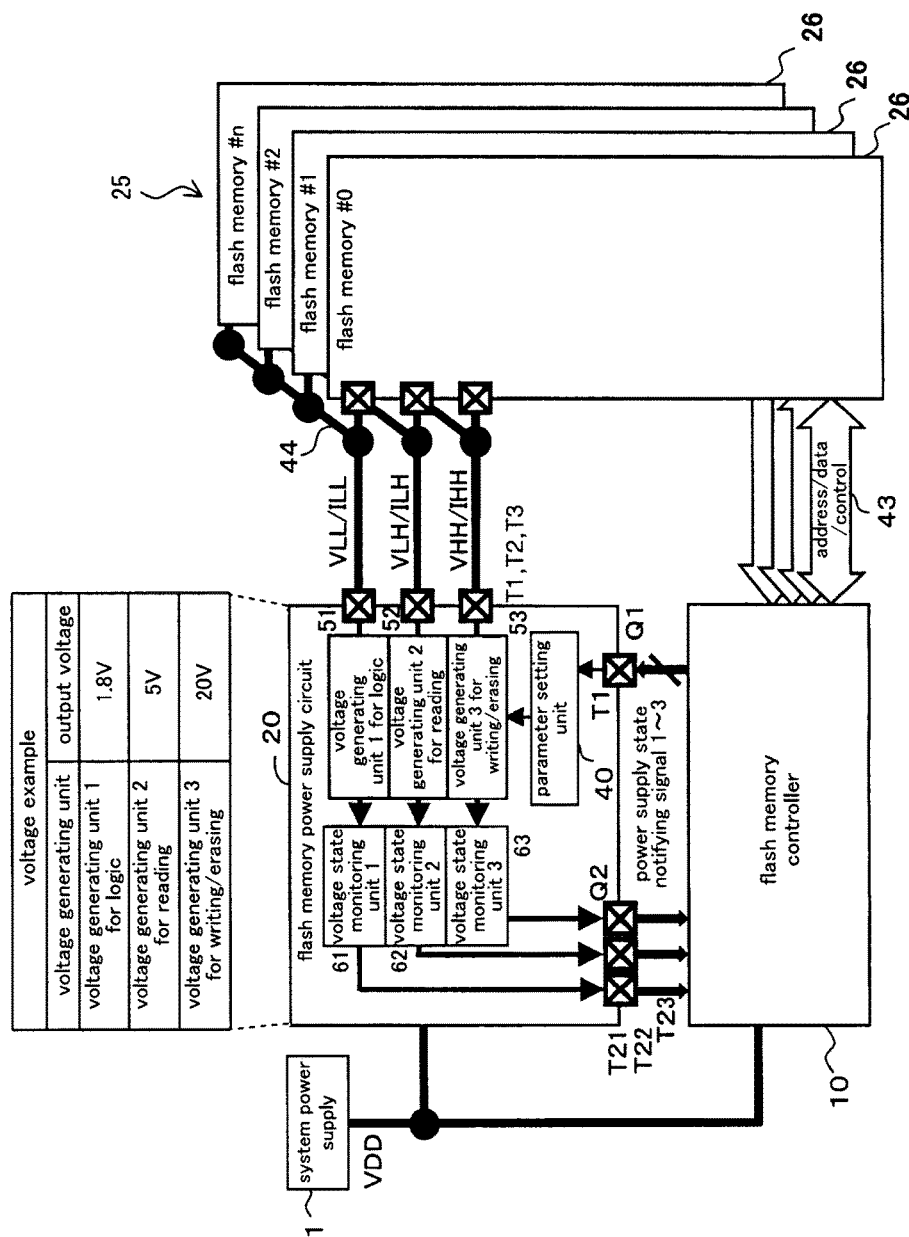 voltage example
voltage generating unit
output voltage
voltage generating unit 1
for logic
1.8V
voltage generating unit 2
for reading
5V
voltage generating unit 3
for writing/erasing
20V
1
system power
supply
VDD
20
flash memory power supply circuit
61
voltage state
monitoring
unit 1
62
voltage state
monitoring
unit 2
voltage state
monitoring
unit 3
63
51
voltage
generating
unit 1 for logic
52
voltage
generating unit 2
for reading
53
voltage generating
unit 3 for
writing/erasing
parameter setting
unit
40
T1,T2,T3
VLL/ILL
VLH/ILH
VHH/IHH
44
25
flash memory #n
flash memory #2
flash memory #1
flash memory #0
26
26
26
T21
T22
T23
Q2
T1
Q1
power supply state
notifying signal 1~3
flash memory
controller
10
address/data
/control
43